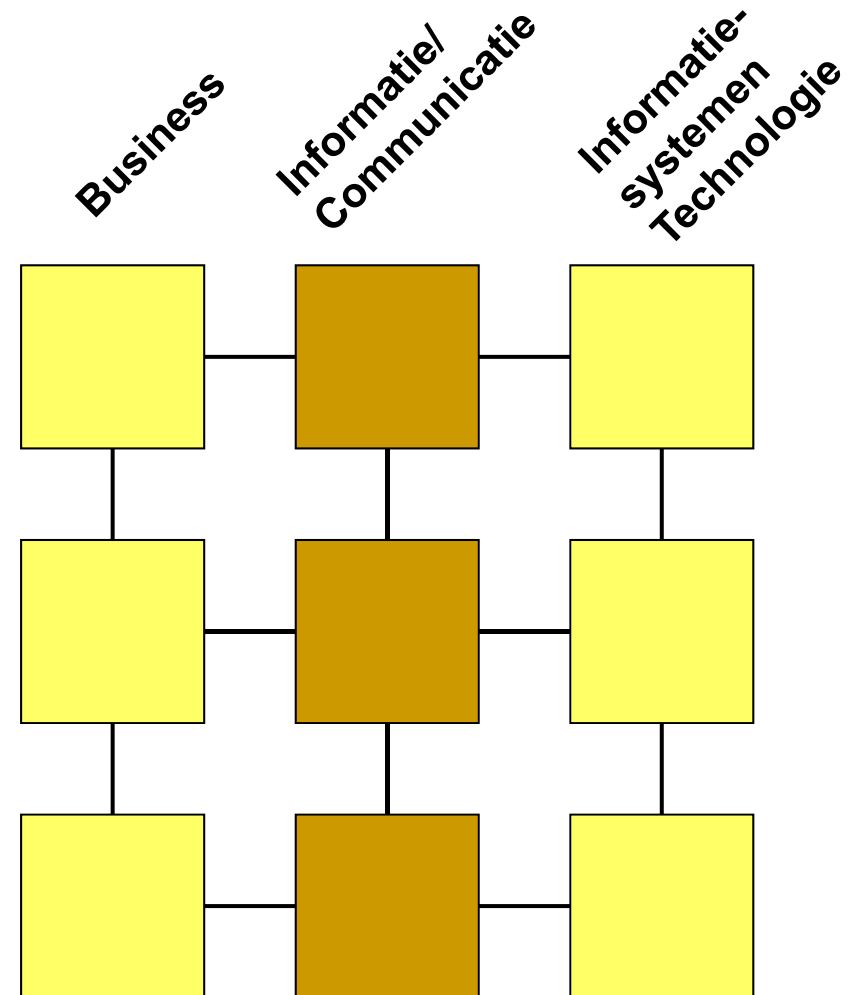 Business
Informatie/
Communicatie
Informatie-
systemen
Technologie